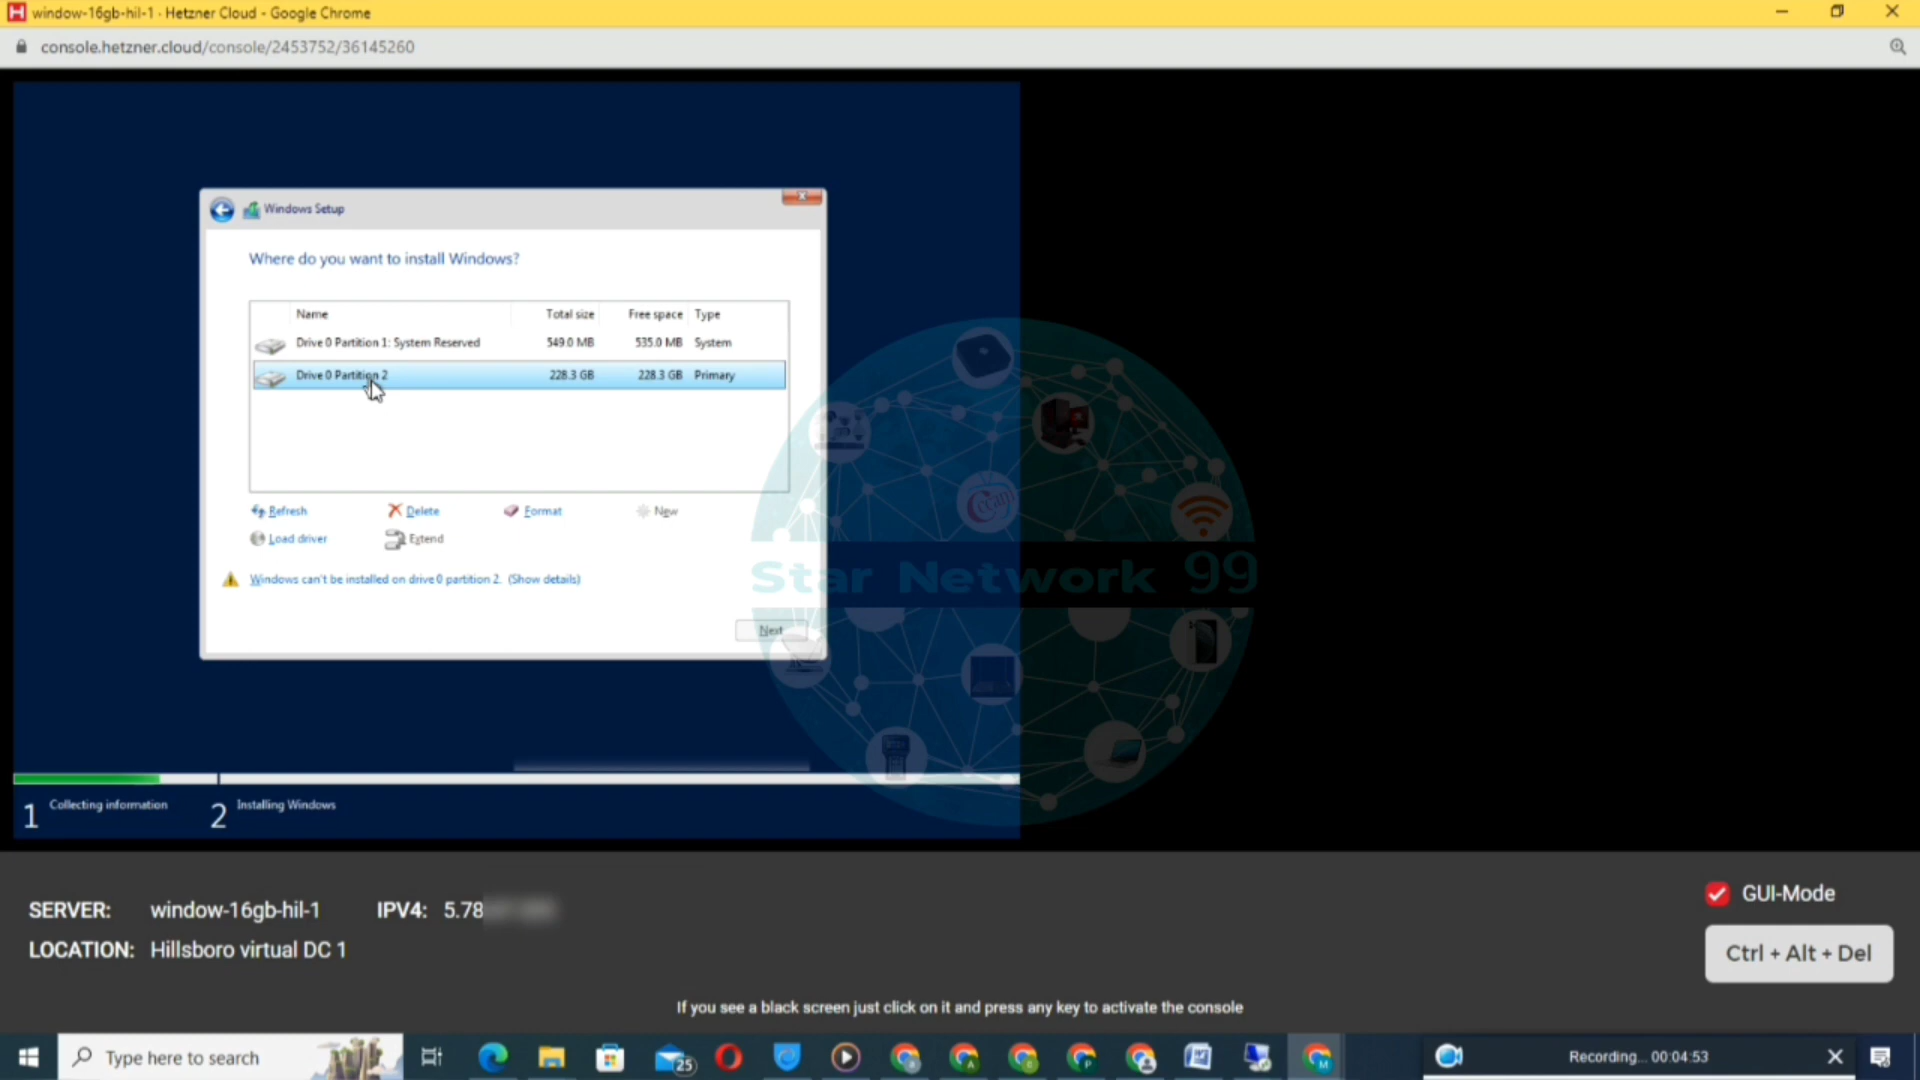 window-16gb-hil-1 · Hetzner Cloud - Google Chrome
console.hetzner.cloud/console/2453752/36145260
Windows Setup
Where do you want to install Windows?
Name Total size Free space Type
Drive 0 Partition 1: System Reserved 549.0 MB 535.0 MB System
Drive 0 Partition 2 228.3 GB 228.3 GB Primary
Refresh Delete Format New
Load driver Extend
Windows can't be installed on drive 0 partition 2. (Show details)
Next
Ccam
Star Network 99
1 Collecting information 2 Installing Windows
SERVER: window-16gb-hil-1 IPV4: 5.78
LOCATION: Hillsboro virtual DC 1
GUI-Mode
Ctrl + Alt + Del
If you see a black screen just click on it and press any key to activate the console
Type here to search
25
Recording... 00:04:53